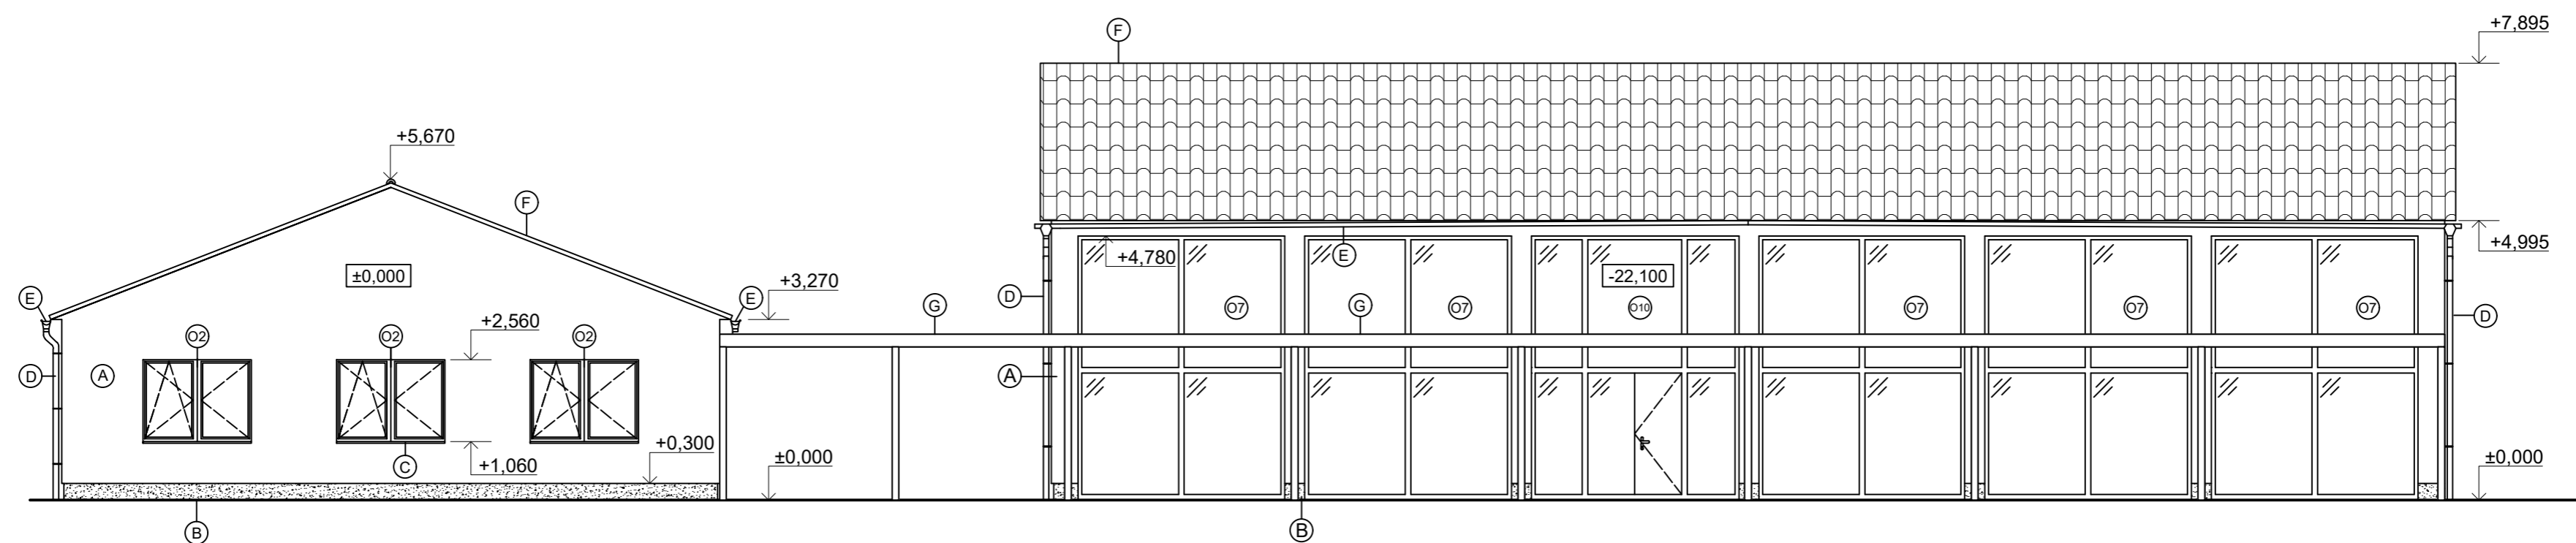 F
+7,895
+5,670
F
+4,995
+4,780
E
±0,000
-22,100
+3,270
E
E
D
G
G
O7
O7
O10
O7
O7
O7
D
+2,560
O2
O2
O2
D
A
A
+0,300
±0,000
±0,000
C
+1,060
B
B